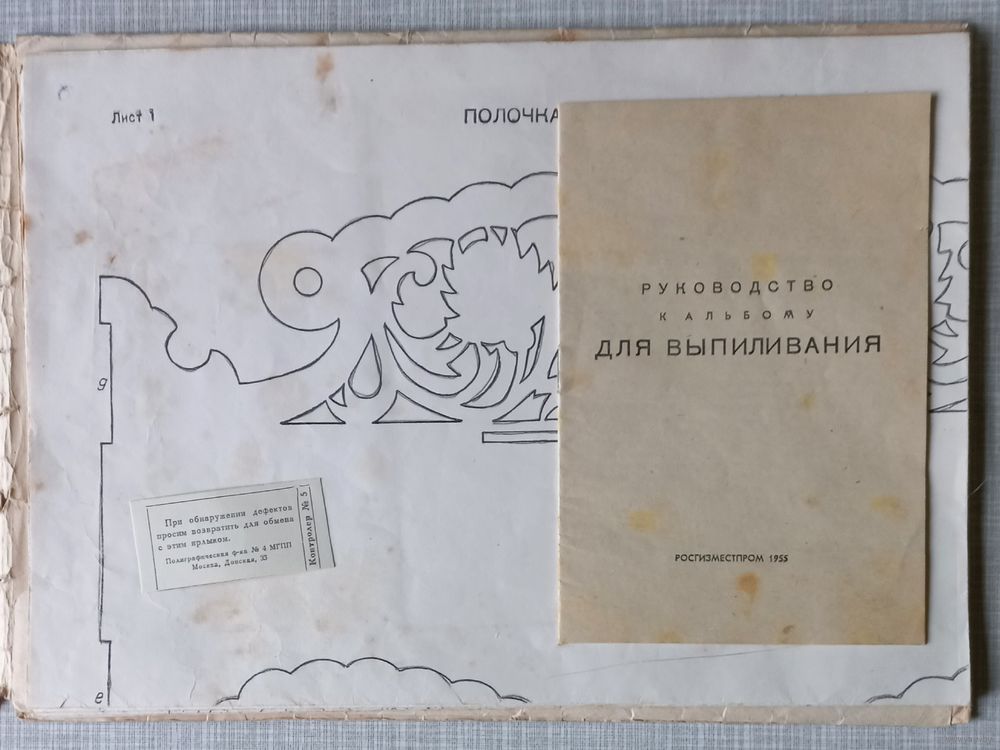 Лист 1
ПОЛОЧКА
РУКОВОДСТВО
К АЛЬБОМУ
ДЛЯ ВЫПИЛИВАНИЯ
РОСГИЗМЕСТПРОМ 1955
д
е
При обнаружении дефектов
просим возвратить для обмена
с этим ярлыком.
Полиграфическая ф-ка № 4 МГПП
Москва, Донская, 33
Контролер № 5